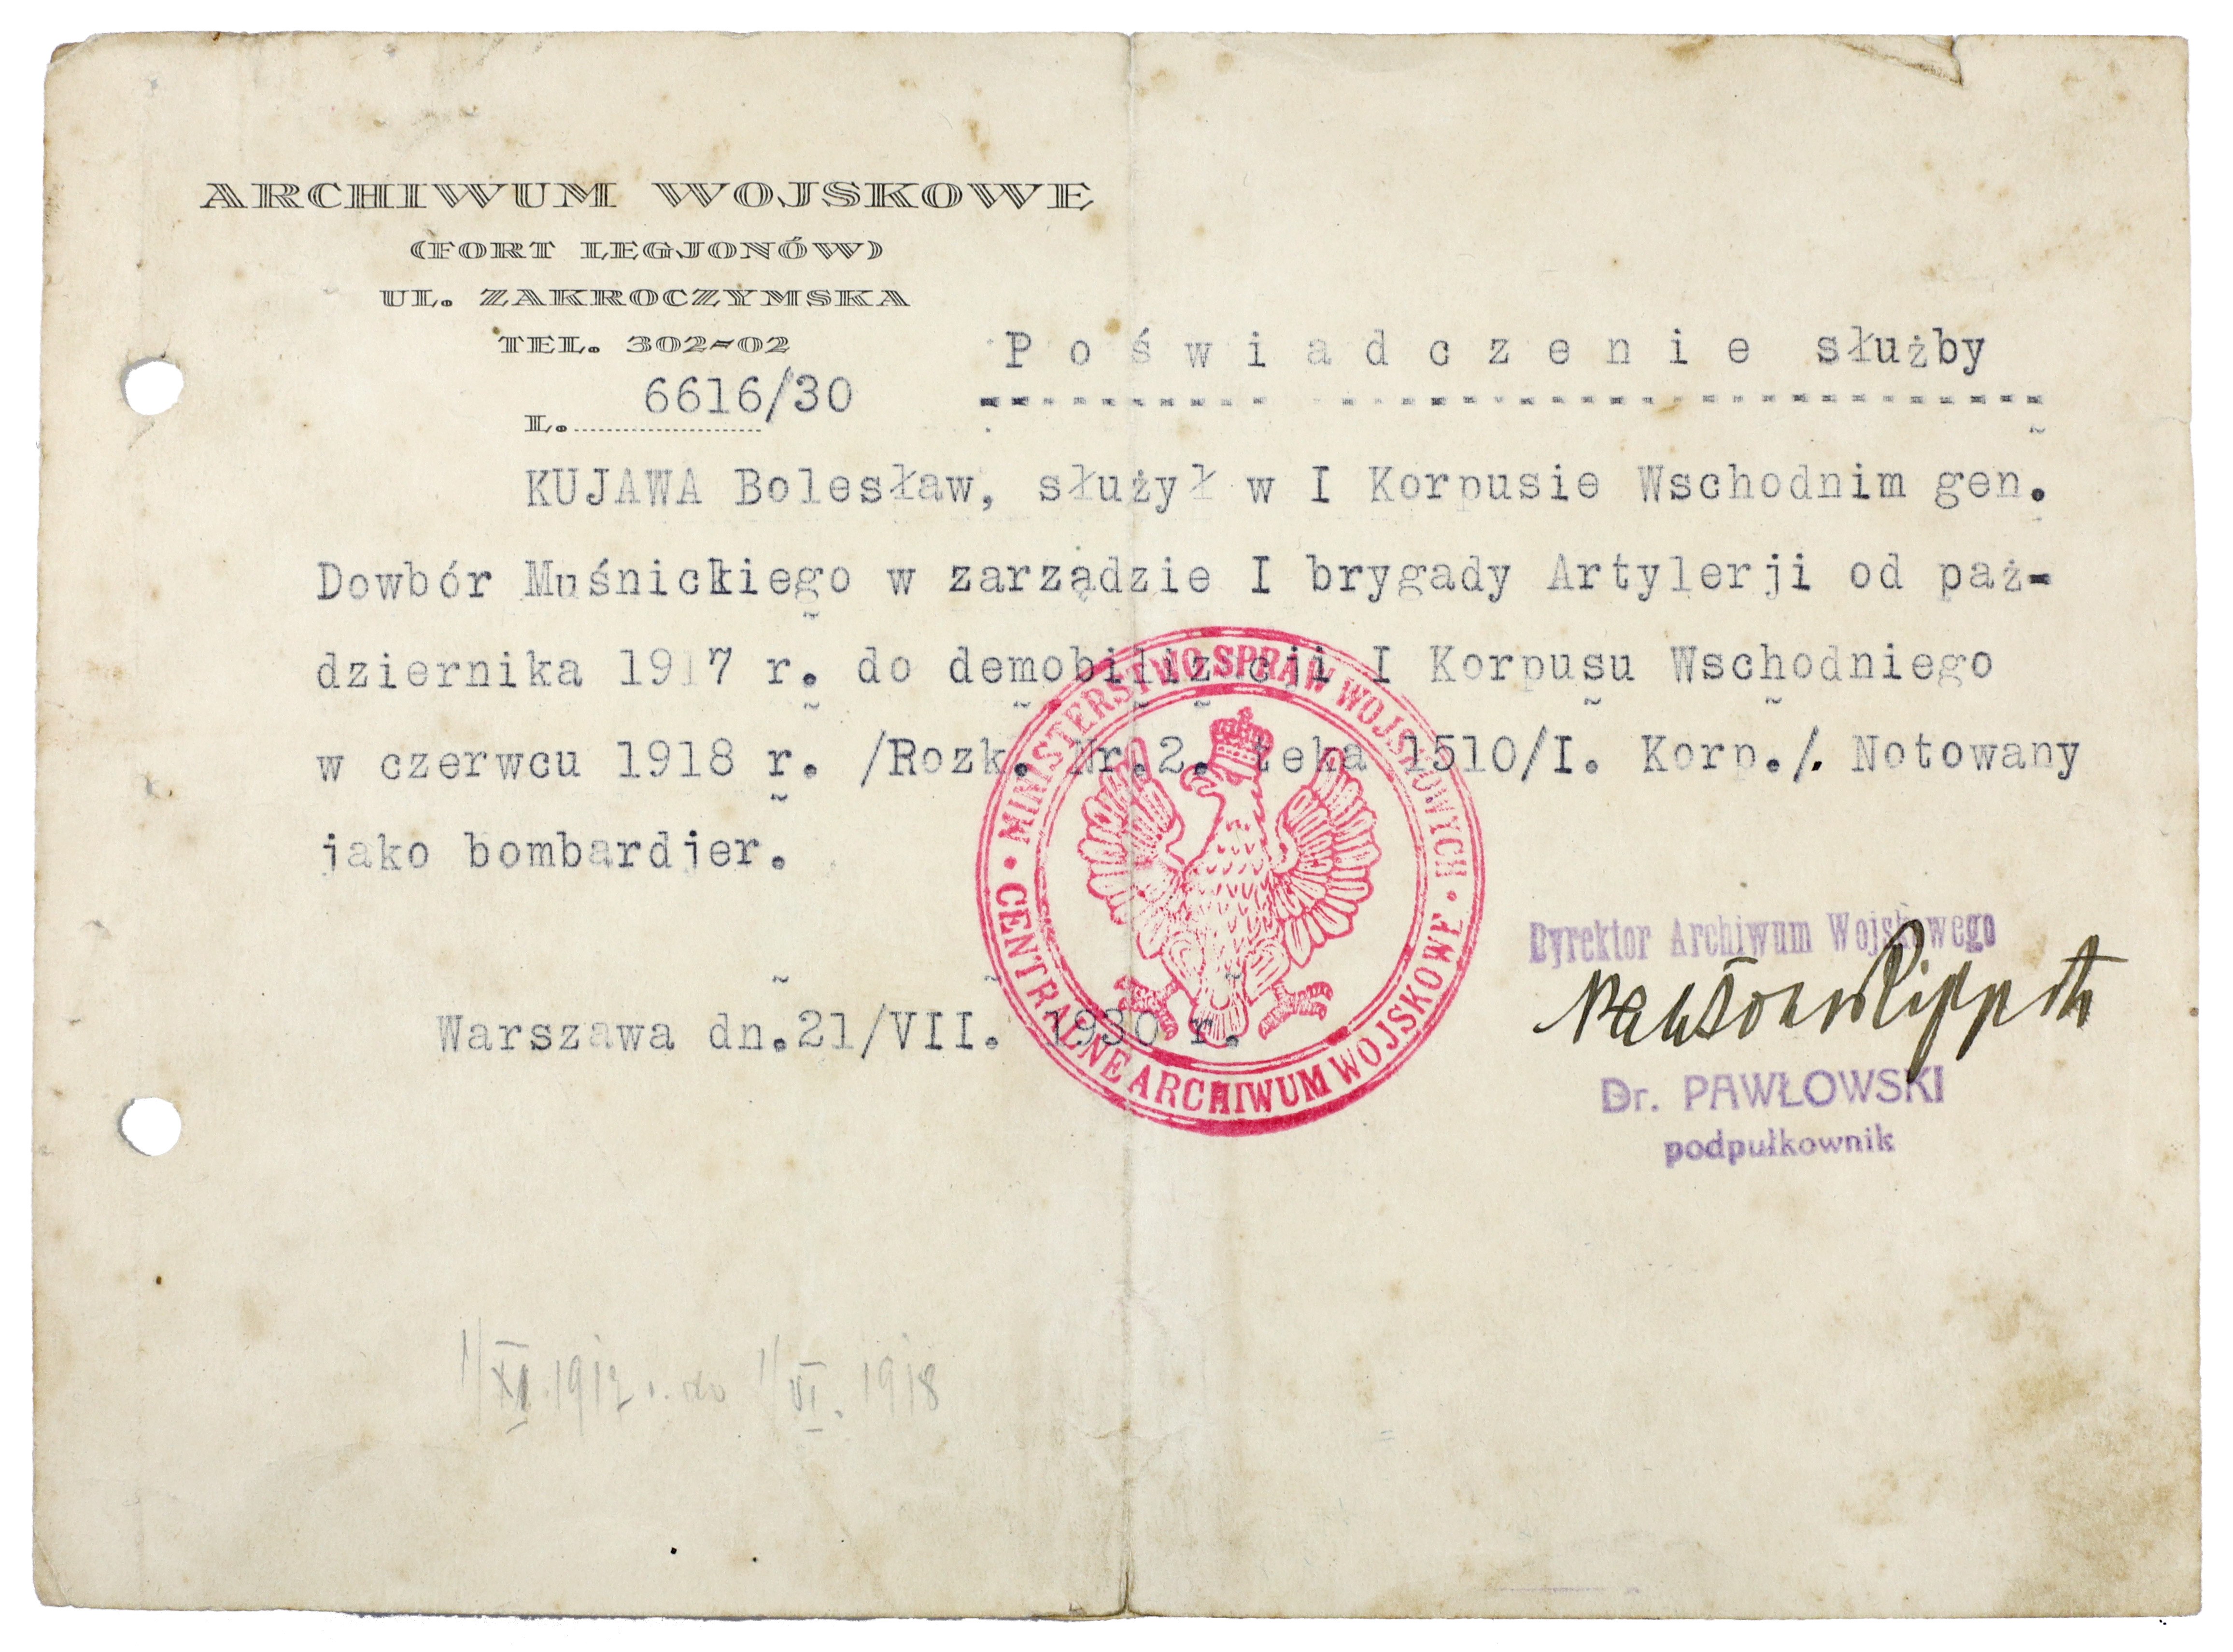 ARCHIWUM WOJSKOWE
(FORT LEGJONÓW)
UL. ZAKROCZYMSKA
TEL. 302-02
L. 6616/30
Poświadczenie służby
KUJAWA Bolesław, służył w I Korpusie Wschodnim gen.
Dowbór Muśnickiego w zarządzie I brygady Artylerji od paź-
dziernika 1917 r. do demobilizacji I Korpusu Wschodniego
w czerwcu 1918 r. /Rozk. Nr.2. teka 1510/I. Korp./. Notowany
jako bombardjer.
MINISTERSTWO SPRAW WOJSKOWYCH
CENTRALNE ARCHIWUM WOJSKOWE
Warszawa dn.21/VII. 1930 r.
Dyrektor Archiwum Wojskowego
Dr. PAWŁOWSKI
podpułkownik
1/XI.1917 r. do 1/VI. 1918